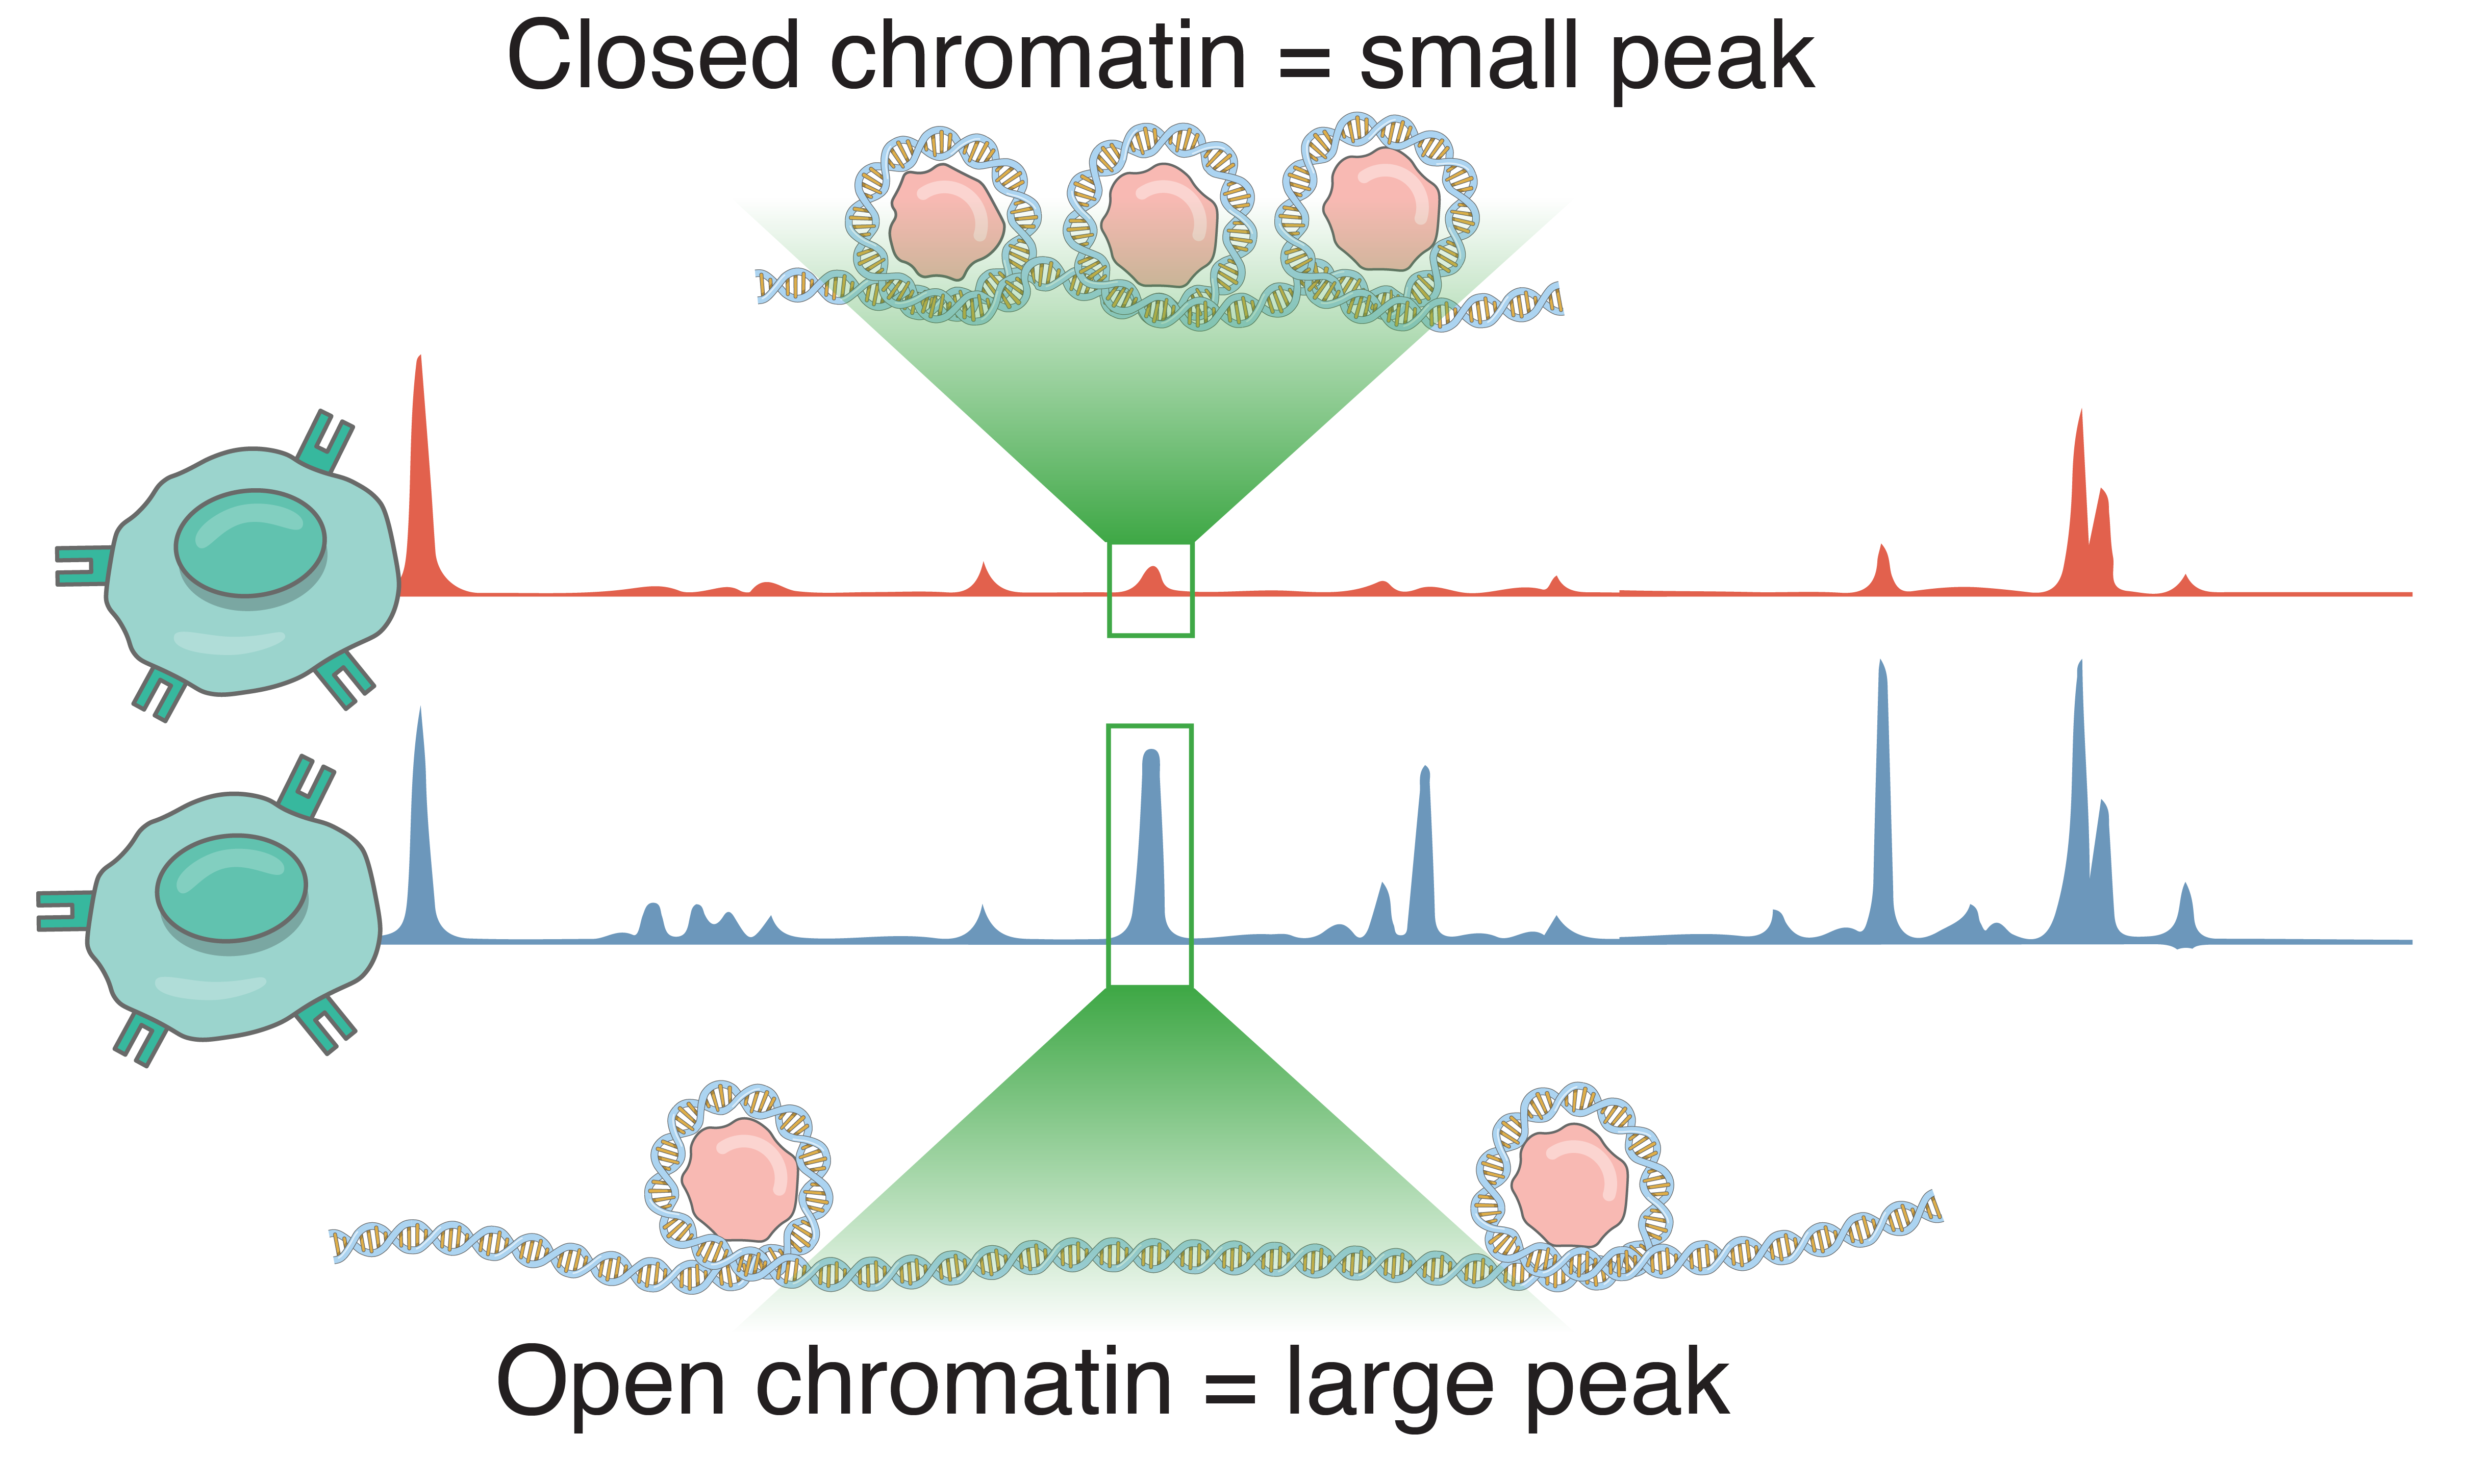 Closed chromatin = small peak
Open chromatin = large peak